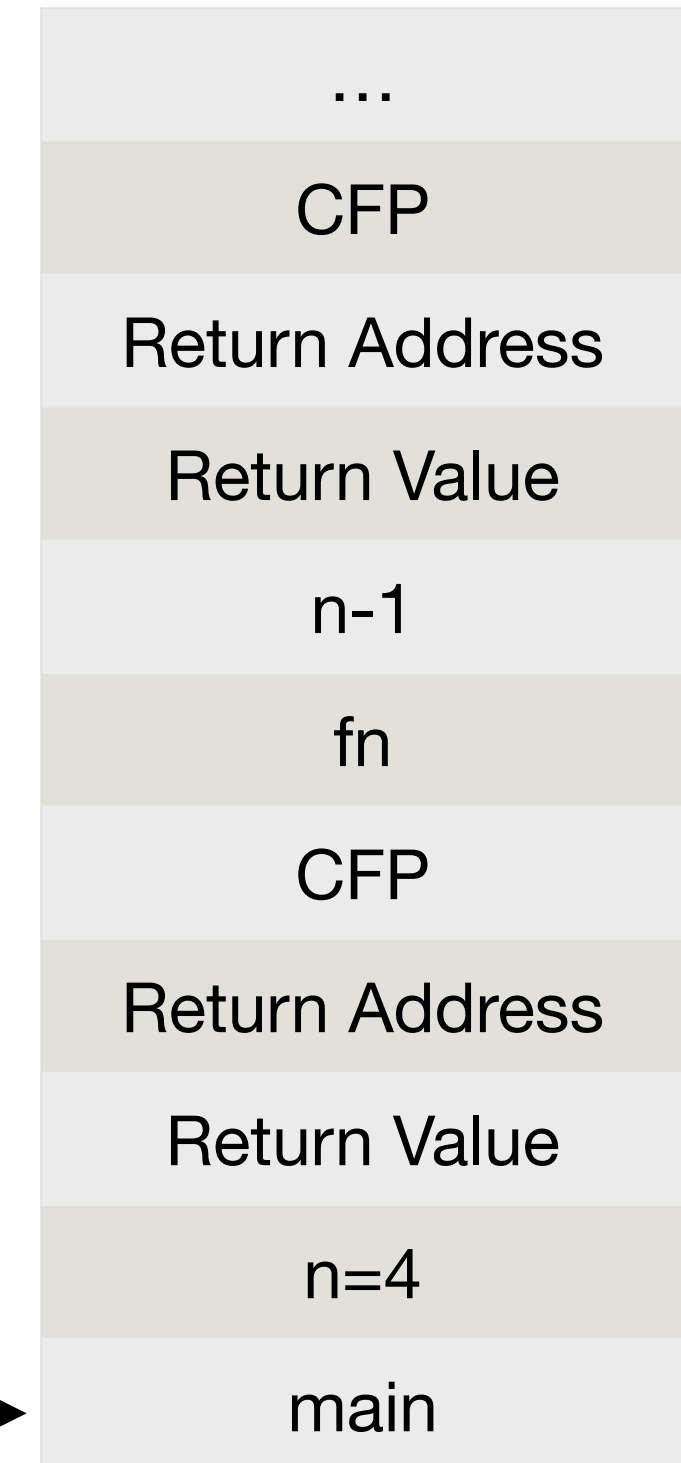 ...
CFP
Return Address
Return Value
n-1
fn
CFP
Return Address
Return Value
n=4
main